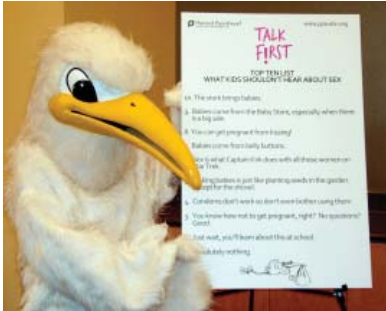 Planned Parenthood
TALK
FIRST
TOP TEN LIST
WHAT KIDS SHOULDN'T HEAR ABOUT SEX
10. The stork brings babies.
9. Babies come from the Baby Store, especially when there
is a big sale.
8. You can get pregnant from kissing!
Babies come from belly buttons.
is what Captain Kirk does with all those women on
Star Trek.
babies is just like planting seeds in the garden
except for the shovel.
4. Condoms don't work so don't even bother using them.
3. You know how not to get pregnant, right? No questions?
Good!
Just wait, you'll learn about this at school.
Absolutely nothing.